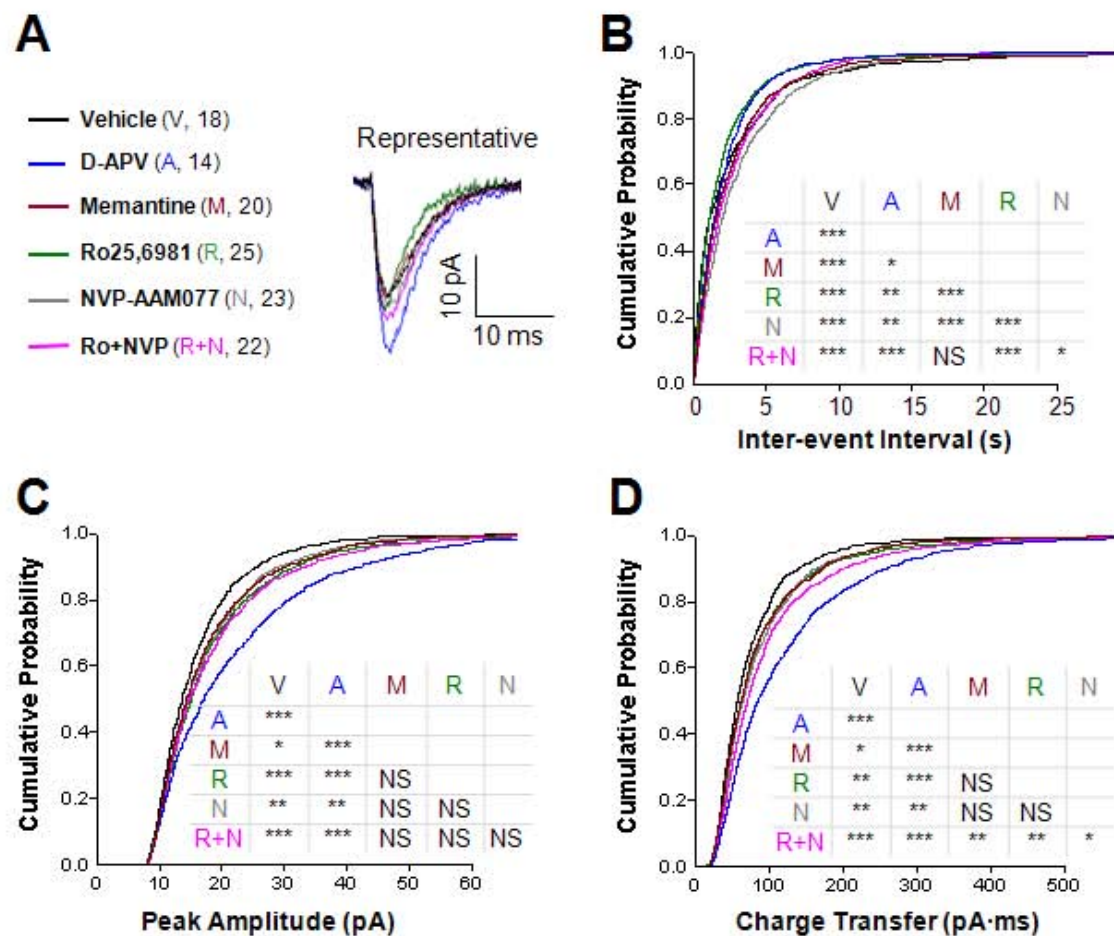 A
Vehicle (V, 18)
D-APV (A, 14)
Memantine (M, 20)
Ro25,6981 (R, 25)
NVP-AAM077 (N, 23)
Ro+NVP (R+N, 22)
Representative
10 pA
10 ms
B
Cumulative Probability
1.0
0.8
0.6
0.4
0.2
0
0 5 10 15 20 25
Inter-event Interval (s)
V A M R N
A ***
M *** *
R *** ** ***
N *** ** *** ***
R+N *** *** NS *** *
C
Cumulative Probability
1.0
0.8
0.6
0.4
0.2
0.0
0 10 20 30 40 50 60
Peak Amplitude (pA)
V A M R N
A ***
M * ***
R *** *** NS
N ** ** NS NS
R+N *** *** NS NS NS
D
Cumulative Probability
1.0
0.8
0.6
0.4
0.2
0.0
0 100 200 300 400 500
Charge Transfer (pA·ms)
V A M R N
A ***
M * ***
R ** *** NS
N ** ** NS NS
R+N *** *** ** ** *